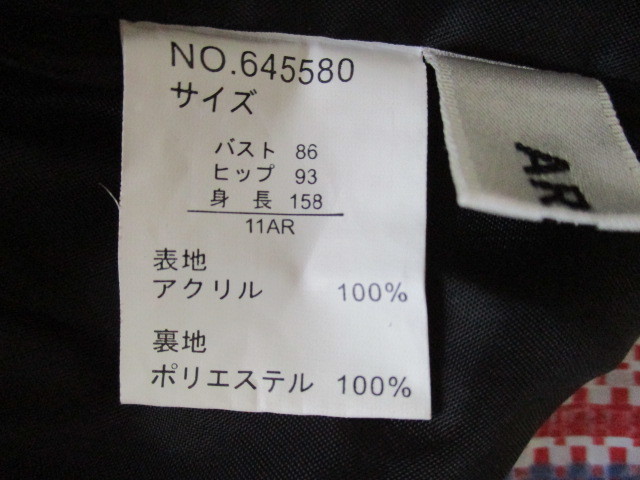 NO.645580
サイズ
バスト 86
ヒップ 93
身長 158
11AR
表地
アクリル 100%
裏地
ポリエステル 100%
AR